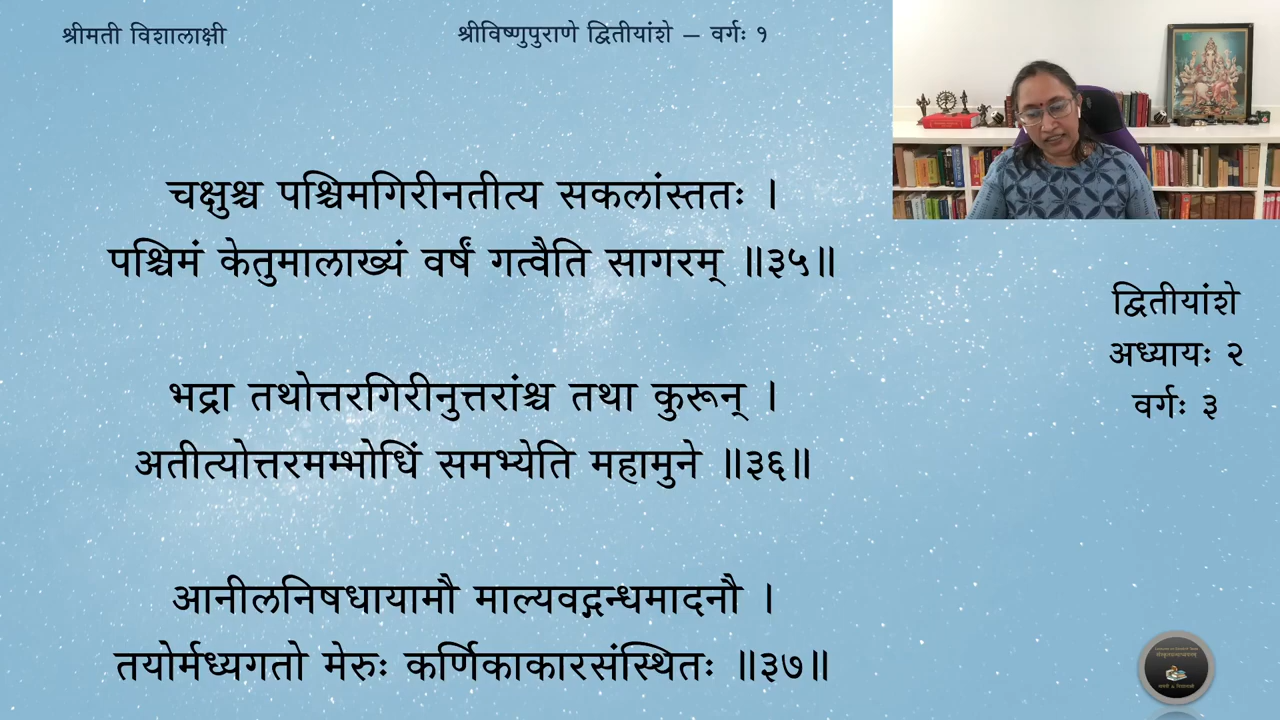 श्रीमती विशालाक्षी
श्रीविष्णुपुराणे द्वितीयांशे – वर्गः १
चक्षुश्च पश्चिमगिरीनतीत्य सकलांस्ततः ।
पश्चिमं केतुमालाख्यं वर्षं गत्वैति सागरम् ॥३५॥
भद्रा तथोत्तरगिरीनुत्तरांश्च तथा कुरून् ।
अतीत्योत्तरमम्भोधिं समभ्येति महामुने ॥३६॥
आनीलनिषधायामौ माल्यवद्गन्धमादनौ ।
तयोर्मध्यगतो मेरुः कर्णिकाकारसंस्थितः ॥३७॥
द्वितीयांशे
अध्यायः २
वर्गः ३